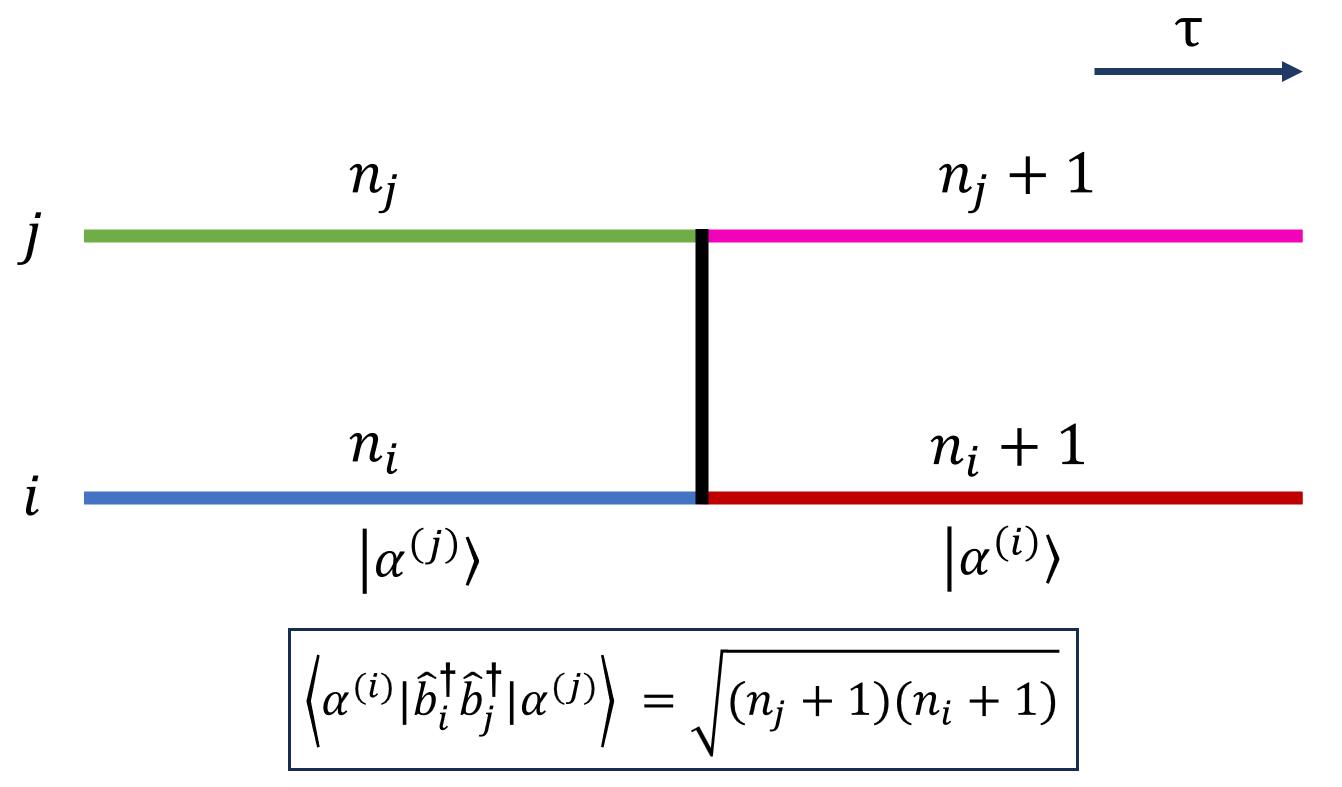 τ
n_j    n_j + 1
j
n_i    n_i + 1
i
|α^{(j)}⟩    |α^{(i)}⟩
⟨α^{(i)}|b̂_i^† b̂_j^†|α^{(j)}⟩ = √((n_j + 1)(n_i + 1))